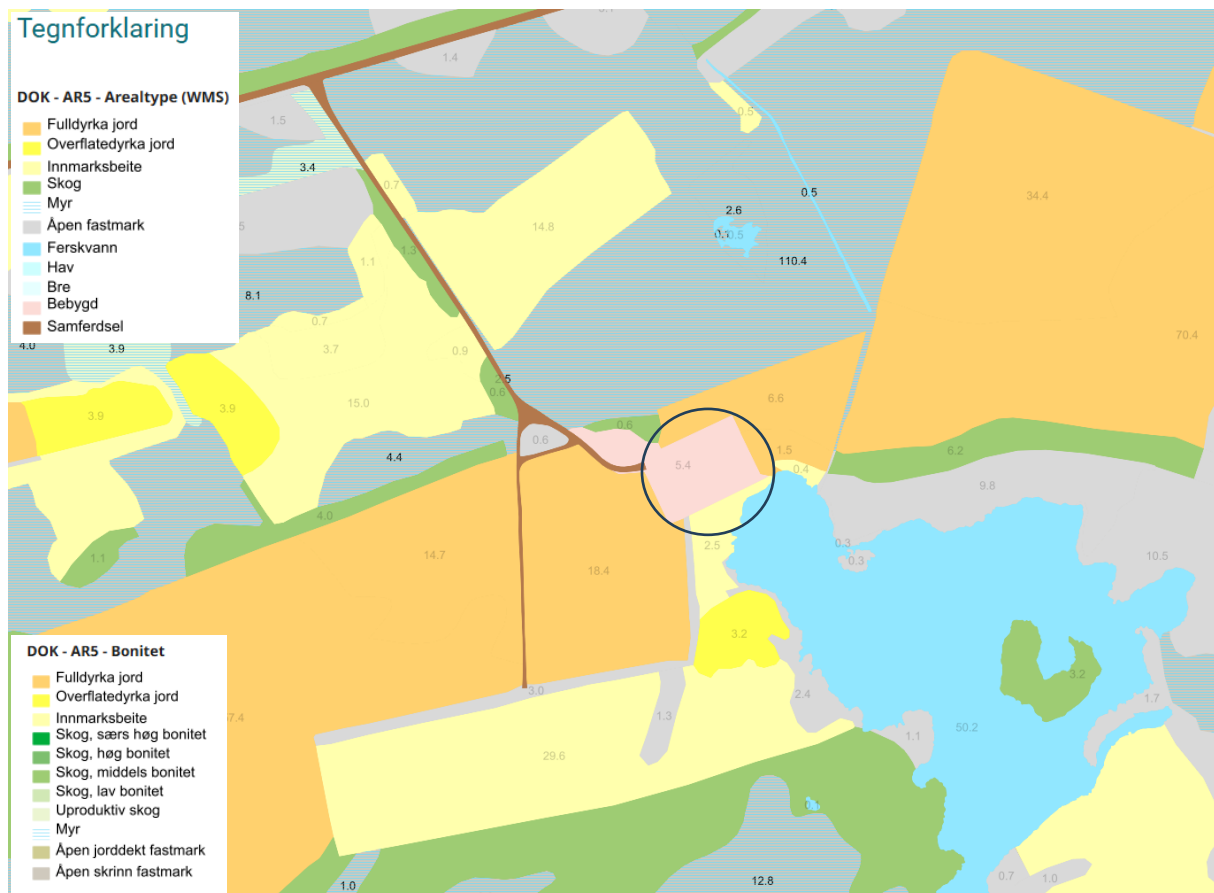 Tegnforklaring
DOK - AR5 - Arealtype (WMS)
Fulldyrka jord
Overflatedyrka jord
Innmarksbeite
Skog
Myr
Åpen fastmark
Ferskvann
Hav
Bre
Bebygd
Samferdsel
1.4
1.5
3.4
0.7
1.3
14.8
1.1
8.1
0.7
3.7
0.9
4.0
3.9
2.5
0.6
15.0
3.9
3.9
4.4
0.6
0.6
4.0
1.1
14.7
18.4
0.5
0.5
2.6
0.5
110.4
34.4
70.4
6.6
1.5
0.4
5.4
6.2
9.8
0.3
0.3
10.5
2.5
3.2
3.2
1.7
2.4
1.1
50.2
3.0
1.3
29.6
0.1
1.0
12.8
0.7
1.0
DOK - AR5 - Bonitet
Fulldyrka jord
Overflatedyrka jord
Innmarksbeite
Skog, særs høg bonitet
Skog, høg bonitet
Skog, middels bonitet
Skog, lav bonitet
Uproduktiv skog
Myr
Åpen jorddekt fastmark
Åpen skrinn fastmark